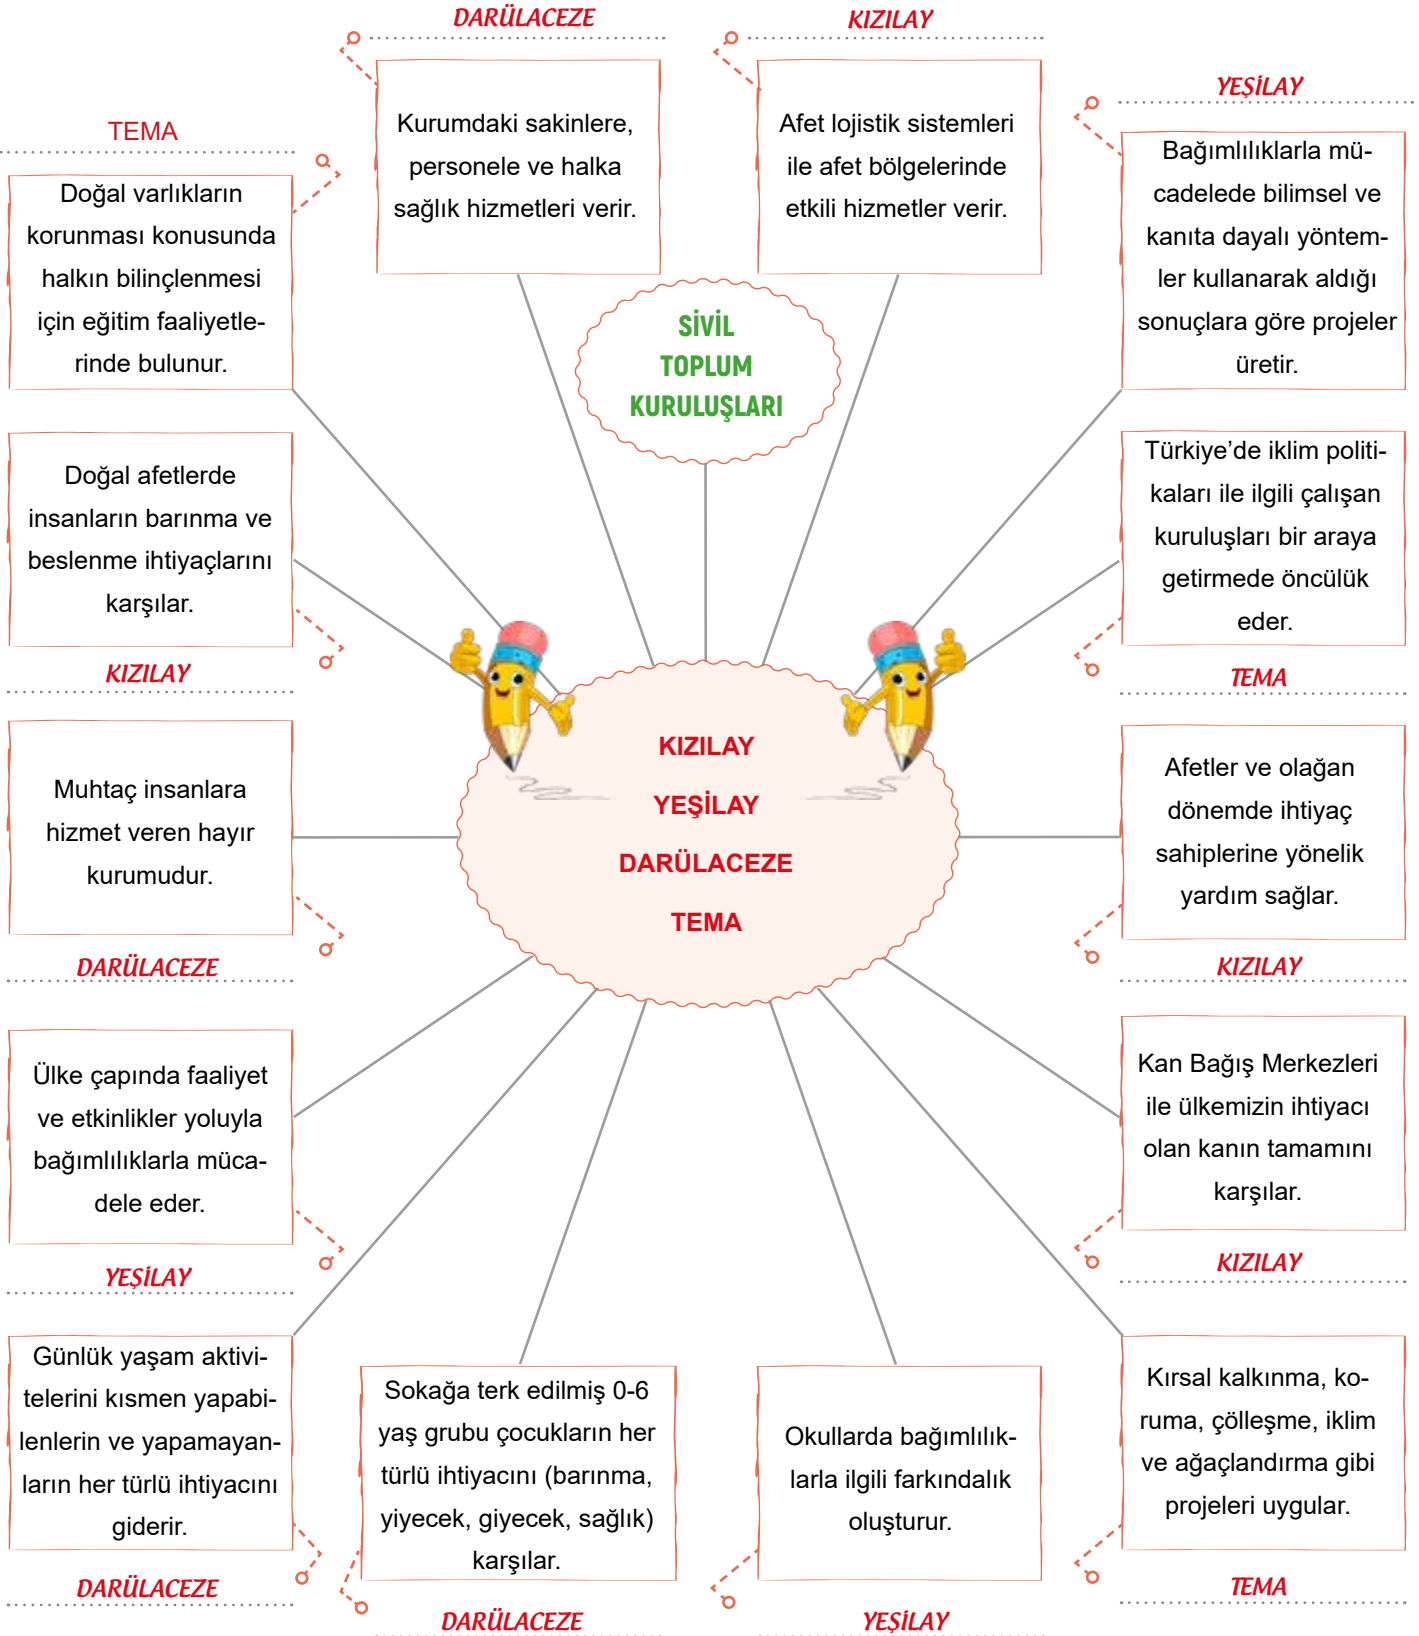 DARÜLACEZE
Kurumdaki sakinlere,
personele ve halka
sağlık hizmetleri verir.
KIZILAY
Afet lojistik sistemleri
ile afet bölgelerinde
etkili hizmetler verir.
TEMA
Doğal varlıkların
korunması konusunda
halkın bilinçlenmesi
için eğitim faaliyetle-
rinde bulunur.
YEŞİLAY
Bağımlılıklarla mü-
cadelede bilimsel ve
kanıta dayalı yöntem-
ler kullanarak aldığı
sonuçlara göre projeler
üretir.
SİVİL
TOPLUM
KURULUŞLARI
Doğal afetlerde
insanların barınma ve
beslenme ihtiyaçlarını
karşılar.
KIZILAY
Türkiye’de iklim politi-
kaları ile ilgili çalışan
kuruluşları bir araya
getirmede öncülük
eder.
TEMA
KIZILAY
YEŞİLAY
DARÜLACEZE
TEMA
Muhtaç insanlara
hizmet veren hayır
kurumudur.
DARÜLACEZE
Afetler ve olağan
dönemde ihtiyaç
sahiplerine yönelik
yardım sağlar.
KIZILAY
Ülke çapında faaliyet
ve etkinlikler yoluyla
bağımlılıklarla müca-
dele eder.
YEŞİLAY
Kan Bağış Merkezleri
ile ülkemizin ihtiyacı
olan kanın tamamını
karşılar.
KIZILAY
Günlük yaşam aktivi-
telerini kısmen yapabi-
lenlerin ve yapamayan-
ların her türlü ihtiyacını
giderir.
DARÜLACEZE
Sokağa terk edilmiş 0-6
yaş grubu çocukların her
türlü ihtiyacını (barınma,
yiyecek, giyecek, sağlık)
karşılar.
DARÜLACEZE
Okullarda bağımlılık-
larla ilgili farkındalık
oluşturur.
YEŞİLAY
Kırsal kalkınma, ko-
ruma, çölleşme, iklim
ve ağaçlandırma gibi
projeleri uygular.
TEMA